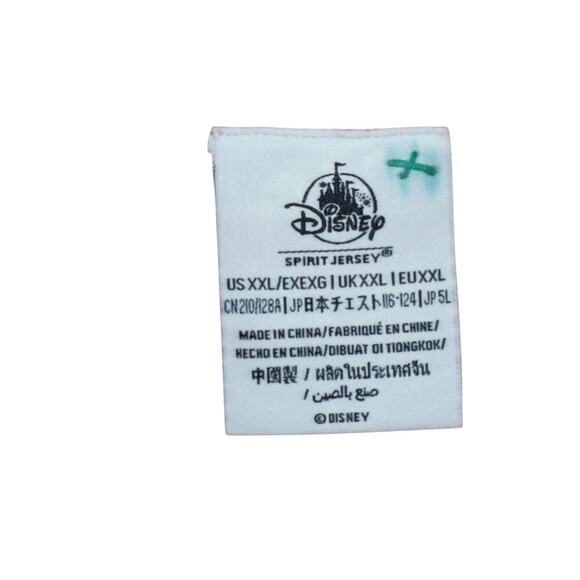 Disney
SPIRIT JERSEY®
US XXL/EXEXG | UK XXL | EU XXL
CN 210/128A | JP日本チェスト116-124 | JP 5L
MADE IN CHINA/FABRIQUÉ EN CHINE/
HECHO EN CHINA/DIBUAT DI TIONGKOK/
中國製 / ผลิตในประเทศจีน
/ صنع بالصين
© DISNEY